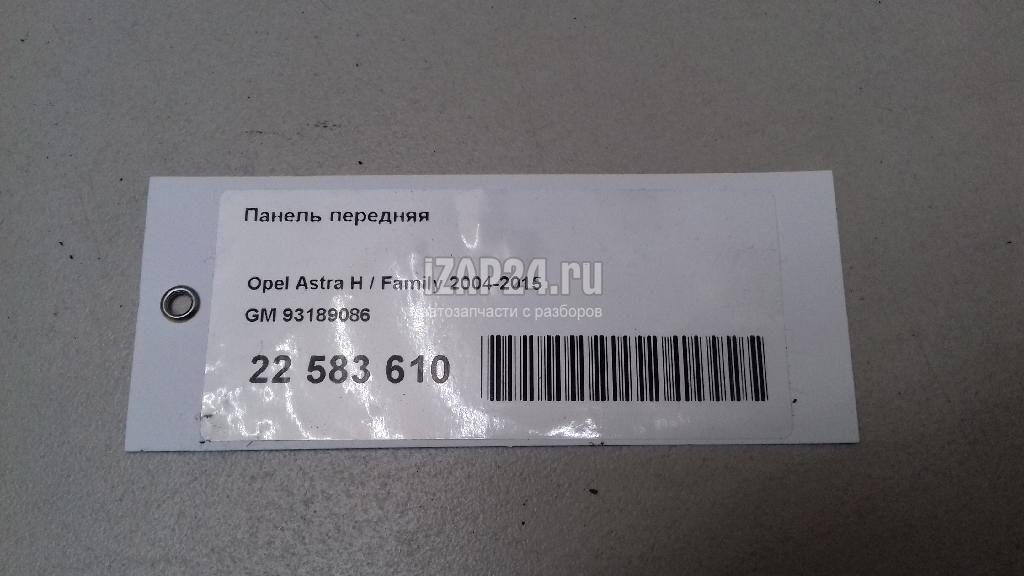 Панель передняя
iZAP24.ru
Opel Astra H / Family 2004-2015
автозапчасти с разборов
GM 93189086
22 583 610